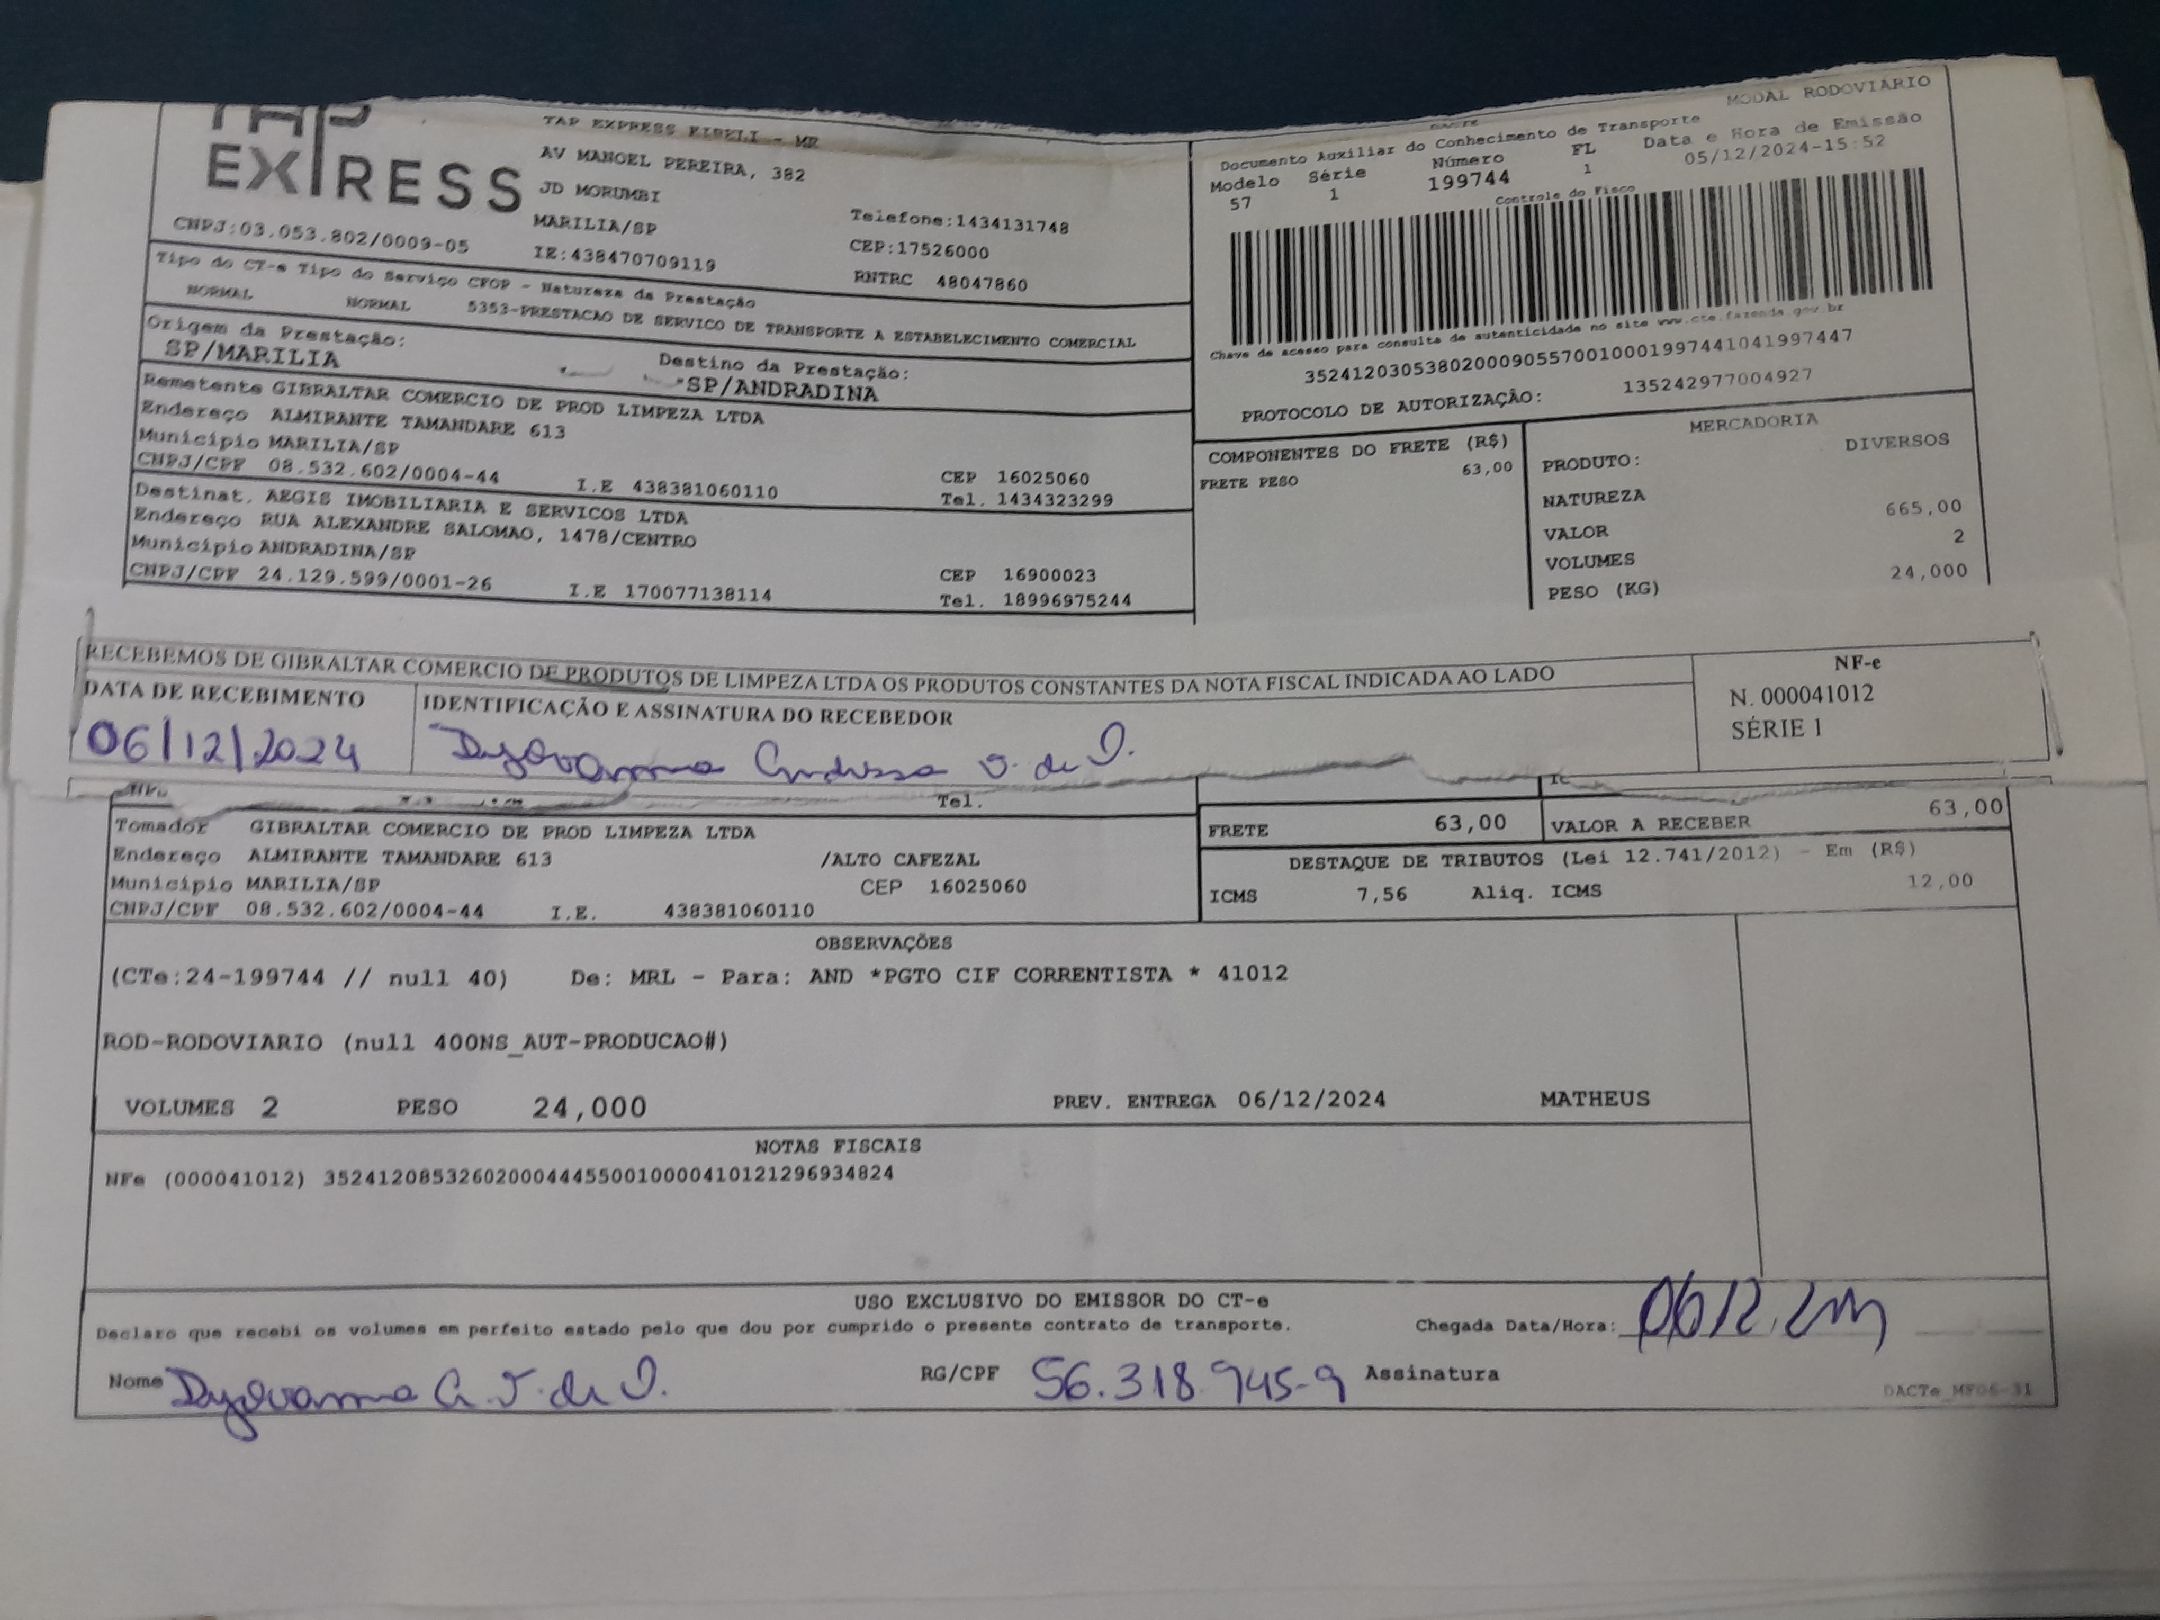 TAP
EXPRESS
TAP EXPRESS EIRELI - ME
AV MANOEL PEREIRA, 382
JD MORUMBI
MARILIA/SP
Telefone:1434131748
CNPJ:03.053.802/0009-05
IE:438470709119
CEP:17526000
RNTRC 48047860
MODAL RODOVIÁRIO
DACTE
Documento Auxiliar do Conhecimento de Transporte
Modelo Série Número FL Data e Hora de Emissão
57 1 199744 1 05/12/2024-15:52
Controle do Fisco
Chave de acesso para consulta de autenticidade no site www.cte.fazenda.gov.br
35241203053802000905570010001997441041997447
PROTOCOLO DE AUTORIZAÇÃO: 135242977004927
Tipo do CT-e Tipo do Serviço CFOP - Natureza da Prestação
NORMAL NORMAL 5353-PRESTACAO DE SERVICO DE TRANSPORTE A ESTABELECIMENTO COMERCIAL
Origem da Prestação: Destino da Prestação:
SP/MARILIA SP/ANDRADINA
Remetente GIBRALTAR COMERCIO DE PROD LIMPEZA LTDA
Endereço ALMIRANTE TAMANDARE 613
Município MARILIA/SP CEP 16025060
CNPJ/CPF 08.532.602/0004-44 I.E 438381060110 Tel. 1434323299
Destinat. AEGIS IMOBILIARIA E SERVICOS LTDA
Endereço RUA ALEXANDRE SALOMAO, 1478/CENTRO
Município ANDRADINA/SP CEP 16900023
CNPJ/CPF 24.129.599/0001-26 I.E 170077138114 Tel. 18996975244
COMPONENTES DO FRETE (R$)
FRETE PESO 63,00
MERCADORIA
PRODUTO: DIVERSOS
NATUREZA
VALOR 665,00
VOLUMES 2
PESO (KG) 24,000
RECEBEMOS DE GIBRALTAR COMERCIO DE PRODUTOS DE LIMPEZA LTDA OS PRODUTOS CONSTANTES DA NOTA FISCAL INDICADA AO LADO
DATA DE RECEBIMENTO IDENTIFICAÇÃO E ASSINATURA DO RECEBEDOR
06/12/2024
NF-e
N. 000041012
SÉRIE 1
Tel.
Tomador GIBRALTAR COMERCIO DE PROD LIMPEZA LTDA
Endereço ALMIRANTE TAMANDARE 613 /ALTO CAFEZAL
Município MARILIA/SP CEP 16025060
CNPJ/CPF 08.532.602/0004-44 I.E. 438381060110
FRETE 63,00 VALOR A RECEBER 63,00
DESTAQUE DE TRIBUTOS (Lei 12.741/2012) - Em (R$)
ICMS 7,56 Aliq. ICMS 12,00
OBSERVAÇÕES
(CTe:24-199744 // null 40) De: MRL - Para: AND *PGTO CIF CORRENTISTA * 41012
ROD-RODOVIARIO (null 400NS_AUT-PRODUCAO#)
VOLUMES 2 PESO 24,000 PREV. ENTREGA 06/12/2024 MATHEUS
NOTAS FISCAIS
NFe (000041012) 35241208532602000444550010000410121296934824
USO EXCLUSIVO DO EMISSOR DO CT-e
Declaro que recebi os volumes em perfeito estado pelo que dou por cumprido o presente contrato de transporte. Chegada Data/Hora:
Nome RG/CPF 56.318.945-9 Assinatura
DACTe_MF06-31